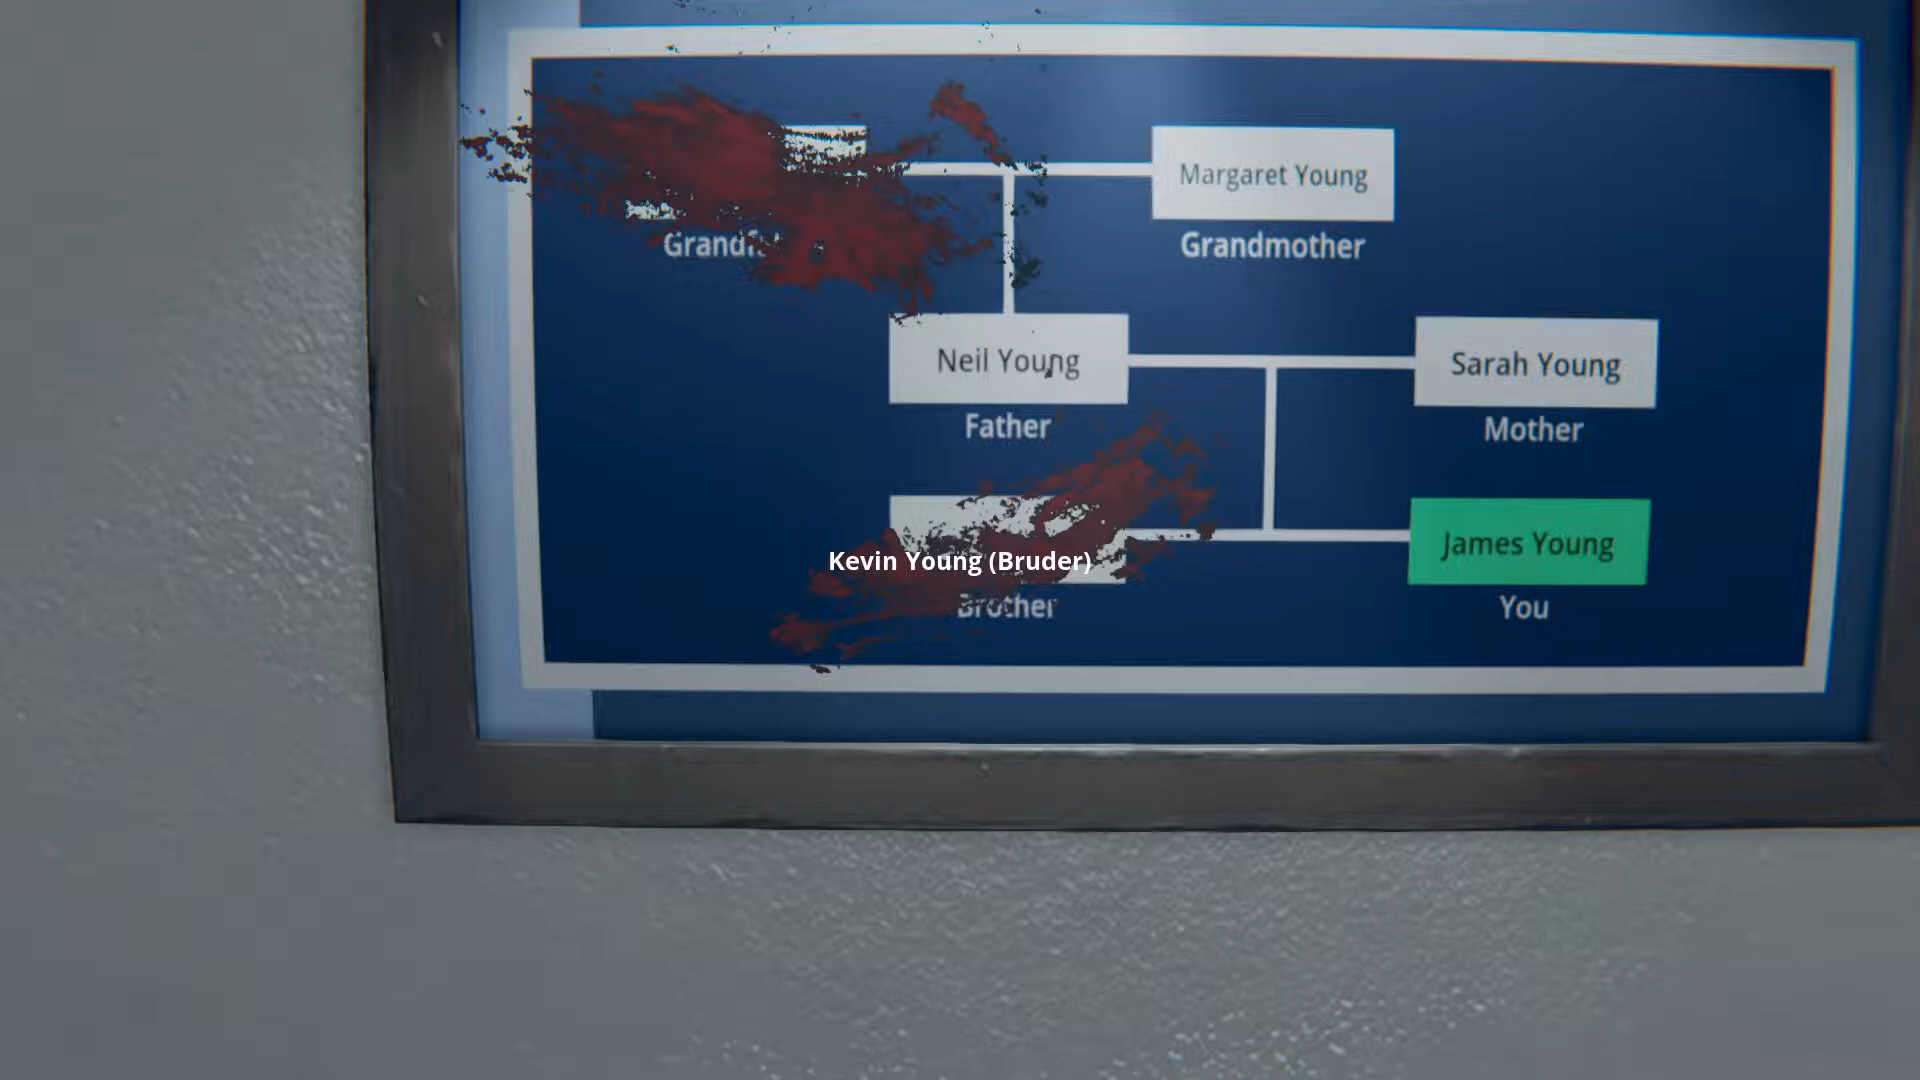 Margaret Young
Grandmother
Neil Young
Sarah Young
Father
Mother
James Young
Kevin Young (Bruder)
Brother
You